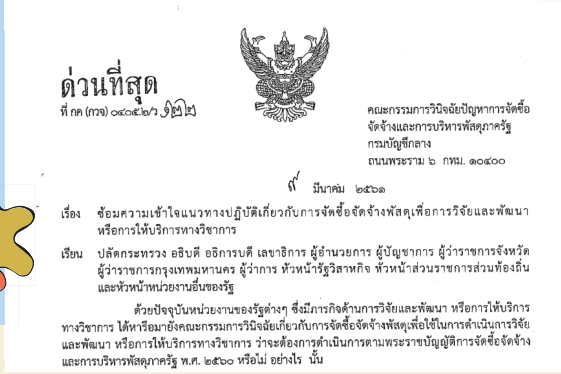 ด่วนที่สุด
ที่ กค (กวจ) ๐๔๐๕.๒/ว ๑๒๒
คณะกรรมการวินิจฉัยปัญหาการจัดซื้อ
จัดจ้างและการบริหารพัสดุภาครัฐ
กรมบัญชีกลาง
ถนนพระราม ๖ กทม. ๑๐๔๐๐
๙ มีนาคม ๒๕๖๑
เรื่อง ซ้อมความเข้าใจแนวทางปฏิบัติเกี่ยวกับการจัดซื้อจัดจ้างพัสดุเพื่อการวิจัยและพัฒนา
หรือการให้บริการทางวิชาการ
เรียน ปลัดกระทรวง อธิบดี อธิการบดี เลขาธิการ ผู้อำนวยการ ผู้บัญชาการ ผู้ว่าราชการจังหวัด
ผู้ว่าราชการกรุงเทพมหานคร ผู้ว่าการ หัวหน้ารัฐวิสาหกิจ หัวหน้าส่วนราชการส่วนท้องถิ่น
และหัวหน้าหน่วยงานอื่นของรัฐ
ด้วยปัจจุบันหน่วยงานของรัฐต่างๆ ซึ่งมีภารกิจด้านการวิจัยและพัฒนา หรือการให้บริการ
ทางวิชาการ ได้หารือมายังคณะกรรมการวินิจฉัยเกี่ยวกับการจัดซื้อจัดจ้างพัสดุเพื่อใช้ในการดำเนินการวิจัย
และพัฒนา หรือการให้บริการทางวิชาการ ว่าจะต้องการดำเนินการตามพระราชบัญญัติการจัดซื้อจัดจ้าง
และการบริหารพัสดุภาครัฐ พ.ศ. ๒๕๖๐ หรือไม่ อย่างไร นั้น